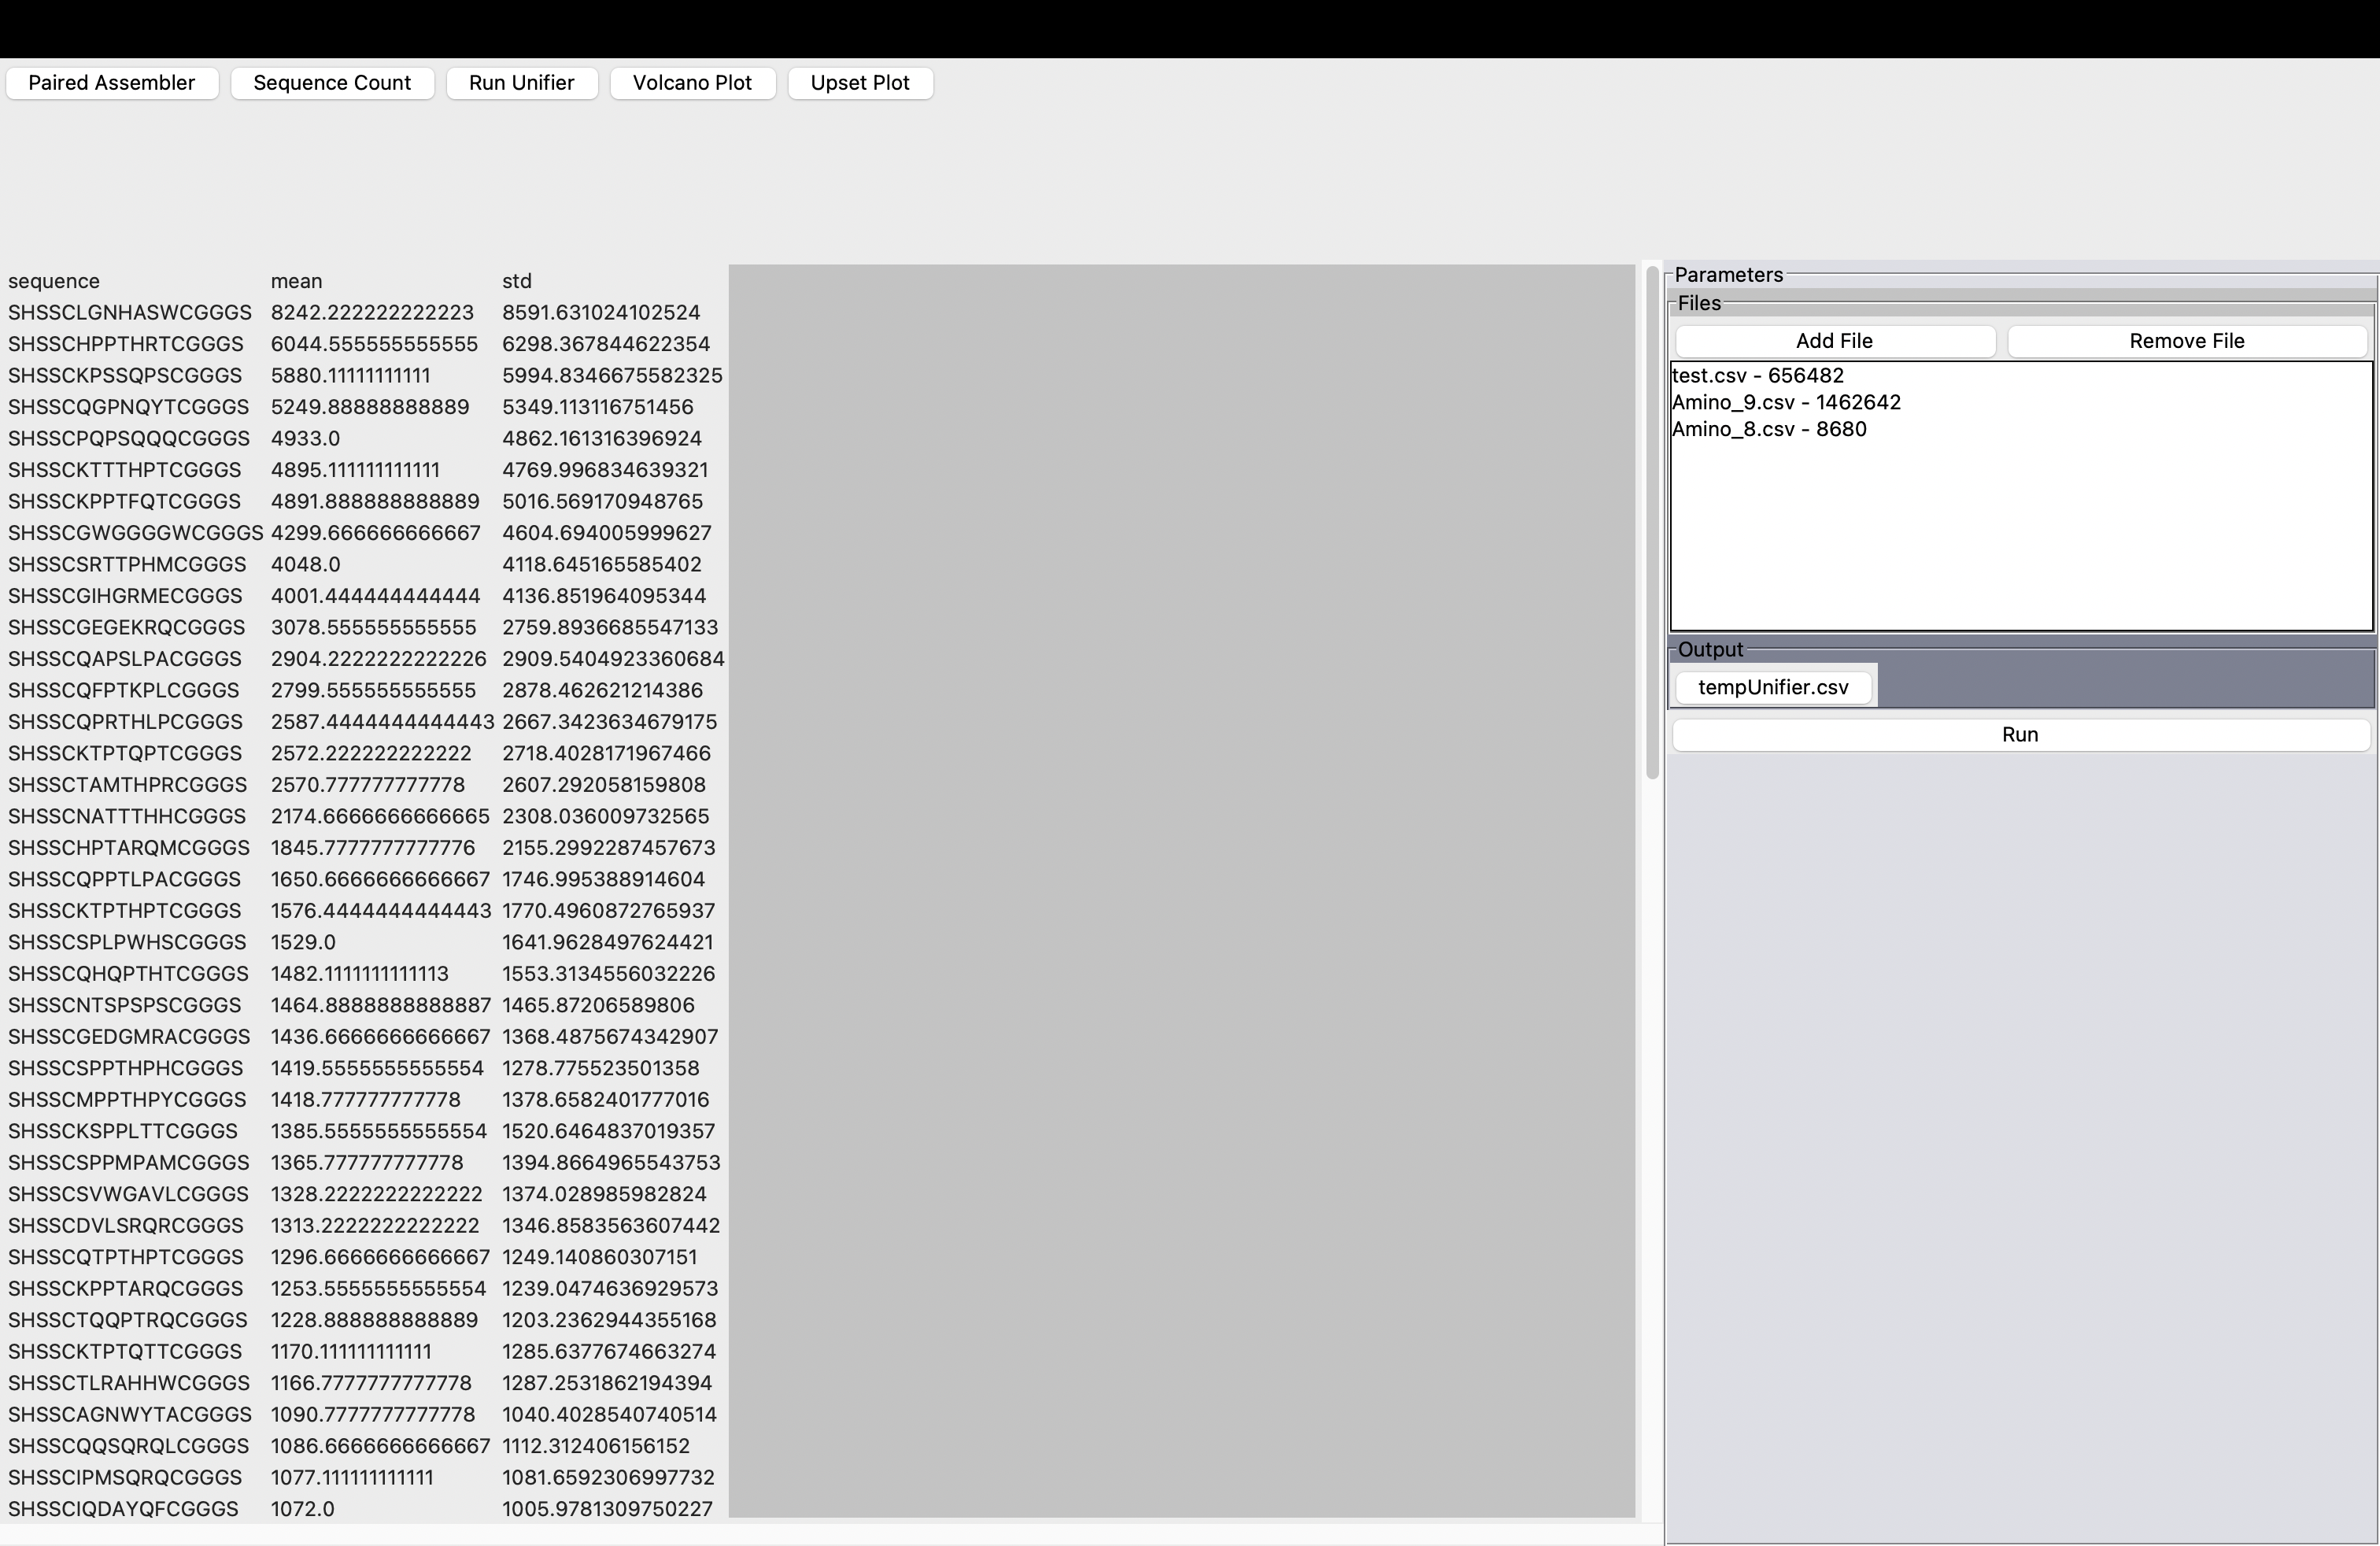 Paired Assembler Sequence Count Run Unifier Volcano Plot Upset Plot
sequence mean std
SHSSCLGNHASWCGGGS 8242.222222222223 8591.631024102524
SHSSCHPPTHRTCGGGS 6044.555555555555 6298.367844622354
SHSSCKPSSQPSCGGGS 5880.11111111111 5994.8346675582325
SHSSCQGPNQYTCGGGS 5249.88888888889 5349.113116751456
SHSSCPQPSQQQCGGGS 4933.0 4862.161316396924
SHSSCKTTTHPTCGGGS 4895.111111111111 4769.996834639321
SHSSCKPPTFQTCGGGS 4891.888888888889 5016.569170948765
SHSSCGWGGGGWCGGGS 4299.666666666667 4604.694005999627
SHSSCSRTTPHMCGGGS 4048.0 4118.645165585402
SHSSCGIHGRMECGGGS 4001.444444444444 4136.851964095344
SHSSCGEGEKRQCGGGS 3078.555555555555 2759.8936685547133
SHSSCQAPSLPACGGGS 2904.2222222222226 2909.5404923360684
SHSSCQFPTKPLCGGGS 2799.555555555555 2878.462621214386
SHSSCQPRTHLPCGGGS 2587.4444444444443 2667.3423634679175
SHSSCKTPTQPTCGGGS 2572.222222222222 2718.4028171967466
SHSSCTAMTHPRCGGGS 2570.777777777778 2607.292058159808
SHSSCNATTTHHCGGGS 2174.6666666666665 2308.036009732565
SHSSCHPTARQMCGGGS 1845.7777777777776 2155.2992287457673
SHSSCQPPTLPACGGGS 1650.6666666666667 1746.995388914604
SHSSCKTPTHPTCGGGS 1576.4444444444443 1770.4960872765937
SHSSCSPLPWHSCGGGS 1529.0 1641.9628497624421
SHSSCQHQPTHTCGGGS 1482.1111111111113 1553.3134556032226
SHSSCNTSPSPSCGGGS 1464.8888888888887 1465.87206589806
SHSSCGEDGMRACGGGS 1436.6666666666667 1368.4875674342907
SHSSCSPPTHPHCGGGS 1419.5555555555554 1278.775523501358
SHSSCMPPTHPYCGGGS 1418.777777777778 1378.6582401777016
SHSSCKSPPLTTCGGGS 1385.5555555555554 1520.6464837019357
SHSSCSPPMPAMCGGGS 1365.777777777778 1394.8664965543753
SHSSCSVWGAVLCGGGS 1328.2222222222222 1374.028985982824
SHSSCDVLSRQRCGGGS 1313.2222222222222 1346.8583563607442
SHSSCQTPTHPTCGGGS 1296.6666666666667 1249.140860307151
SHSSCKPPTARQCGGGS 1253.5555555555554 1239.0474636929573
SHSSCTQQPTRQCGGGS 1228.888888888889 1203.2362944355168
SHSSCKTPTQTTCGGGS 1170.111111111111 1285.6377674663274
SHSSCTLRAHHWCGGGS 1166.7777777777778 1287.2531862194394
SHSSCAGNWYTACGGGS 1090.7777777777778 1040.4028540740514
SHSSCQQSQRQLCGGGS 1086.6666666666667 1112.312406156152
SHSSCIPMSQRQCGGGS 1077.111111111111 1081.6592306997732
SHSSCIQDAYQFCGGGS 1072.0 1005.9781309750227
Parameters
Files
Add File Remove File
test.csv - 656482
Amino_9.csv - 1462642
Amino_8.csv - 8680
Output
tempUnifier.csv
Run